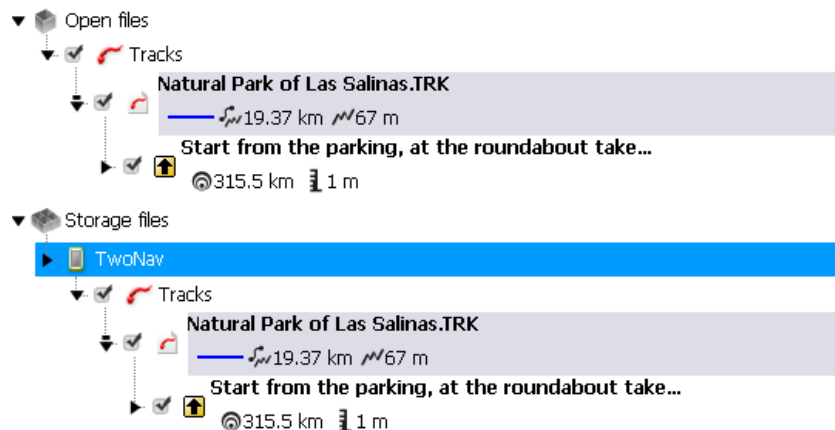 Open files
Tracks
Natural Park of Las Salinas.TRK
19.37 km 67 m
Start from the parking, at the roundabout take...
315.5 km 1 m
Storage files
TwoNav
Tracks
Natural Park of Las Salinas.TRK
19.37 km 67 m
Start from the parking, at the roundabout take...
315.5 km 1 m